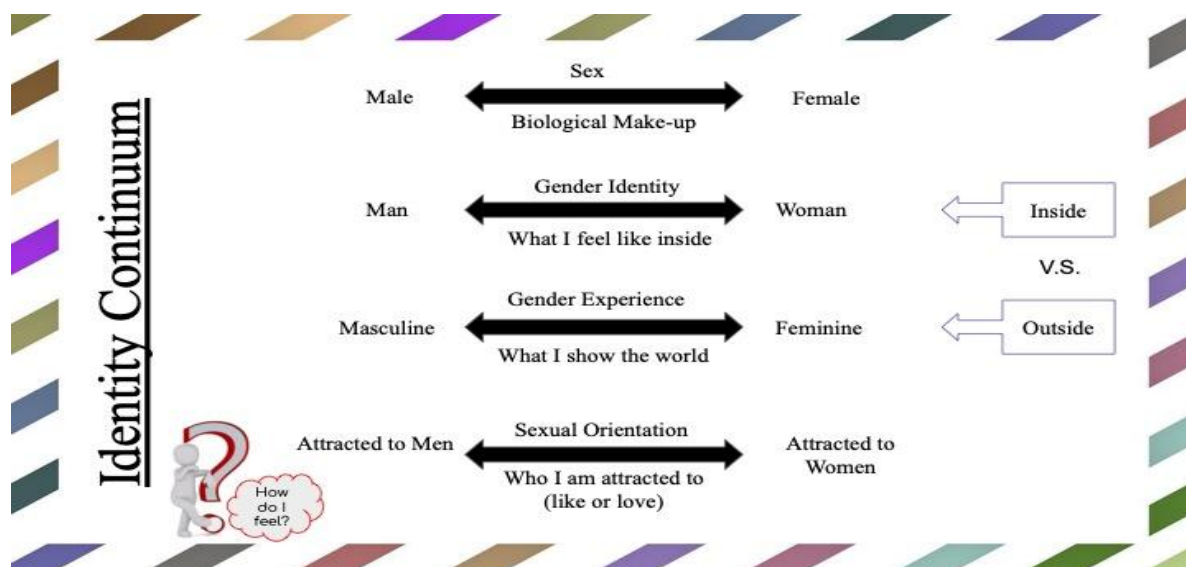 Identity Continuum
Sex
Male
Female
Biological Make-up
Gender Identity
Man
Woman
What I feel like inside
Inside
V.S.
Gender Experience
Masculine
Feminine
What I show the world
Outside
Sexual Orientation
Attracted to Men
Attracted to
Women
Who I am attracted to
(like or love)
How
do I
feel?